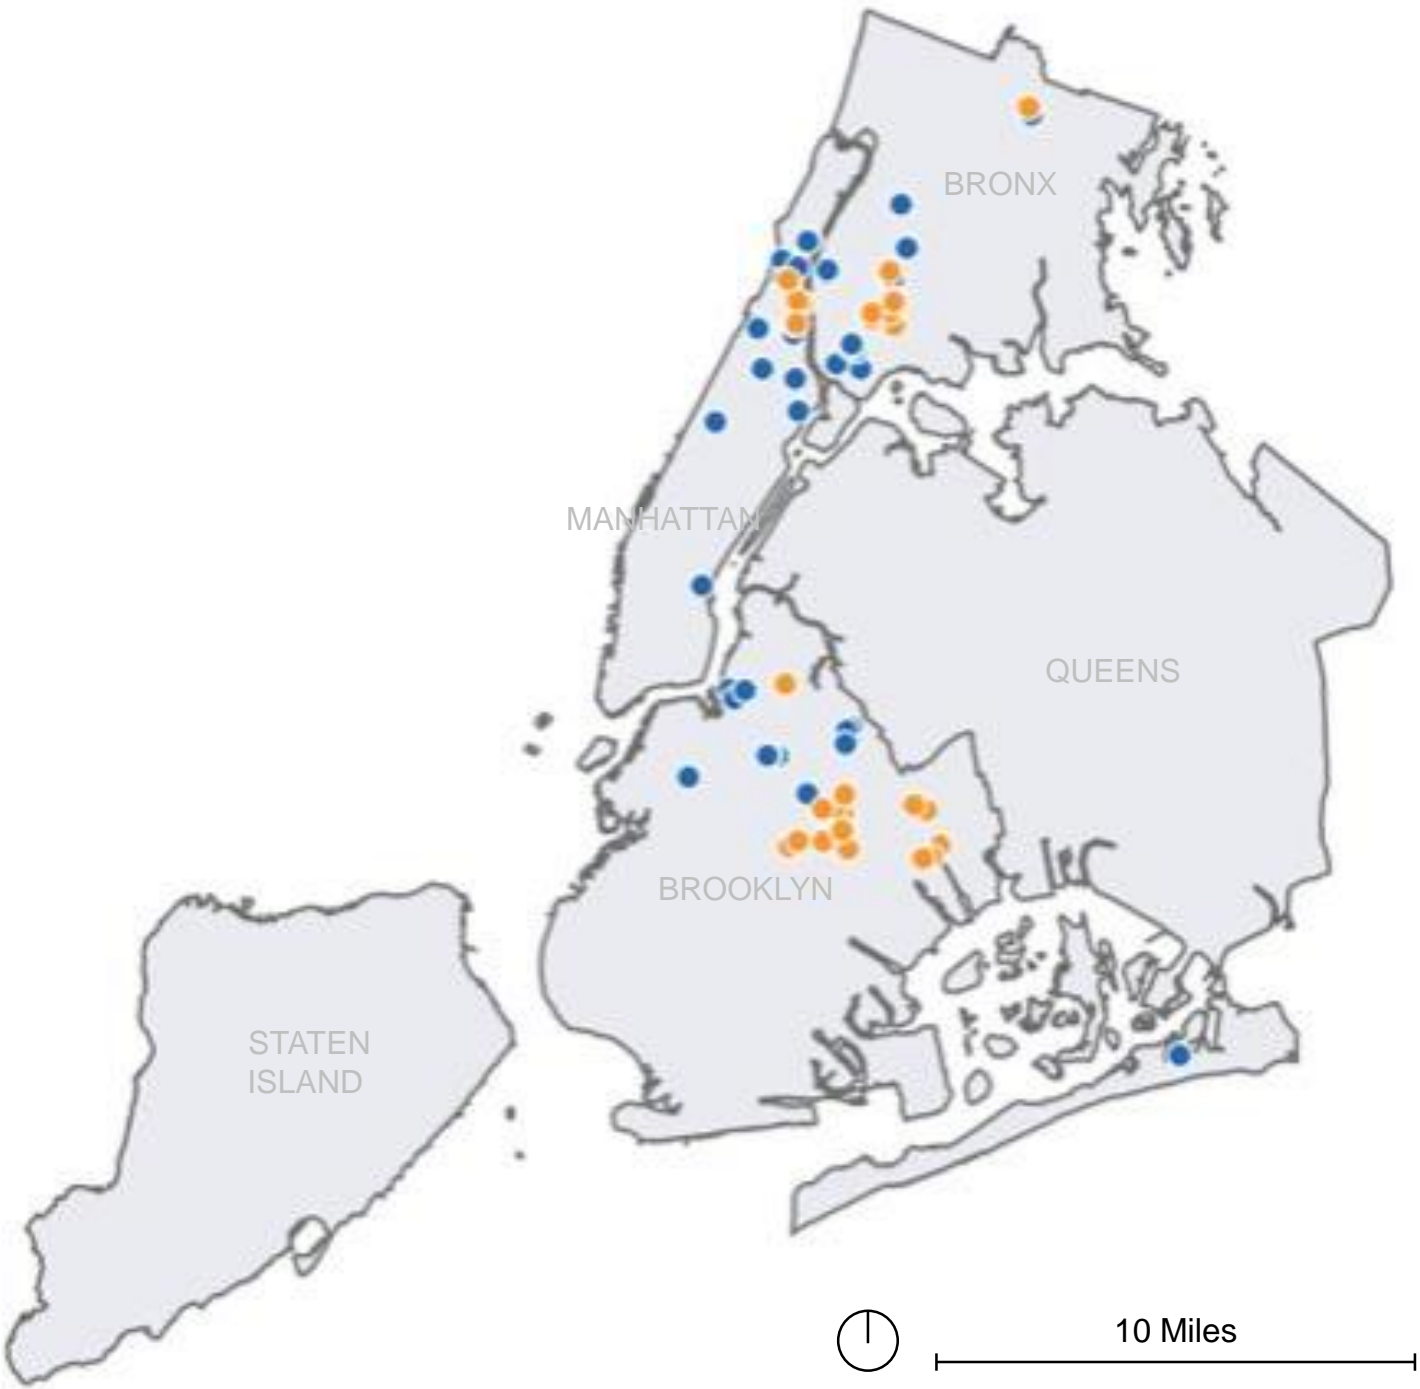 BRONX
MANHATTAN
QUEENS
BROOKLYN
STATEN
ISLAND
10 Miles